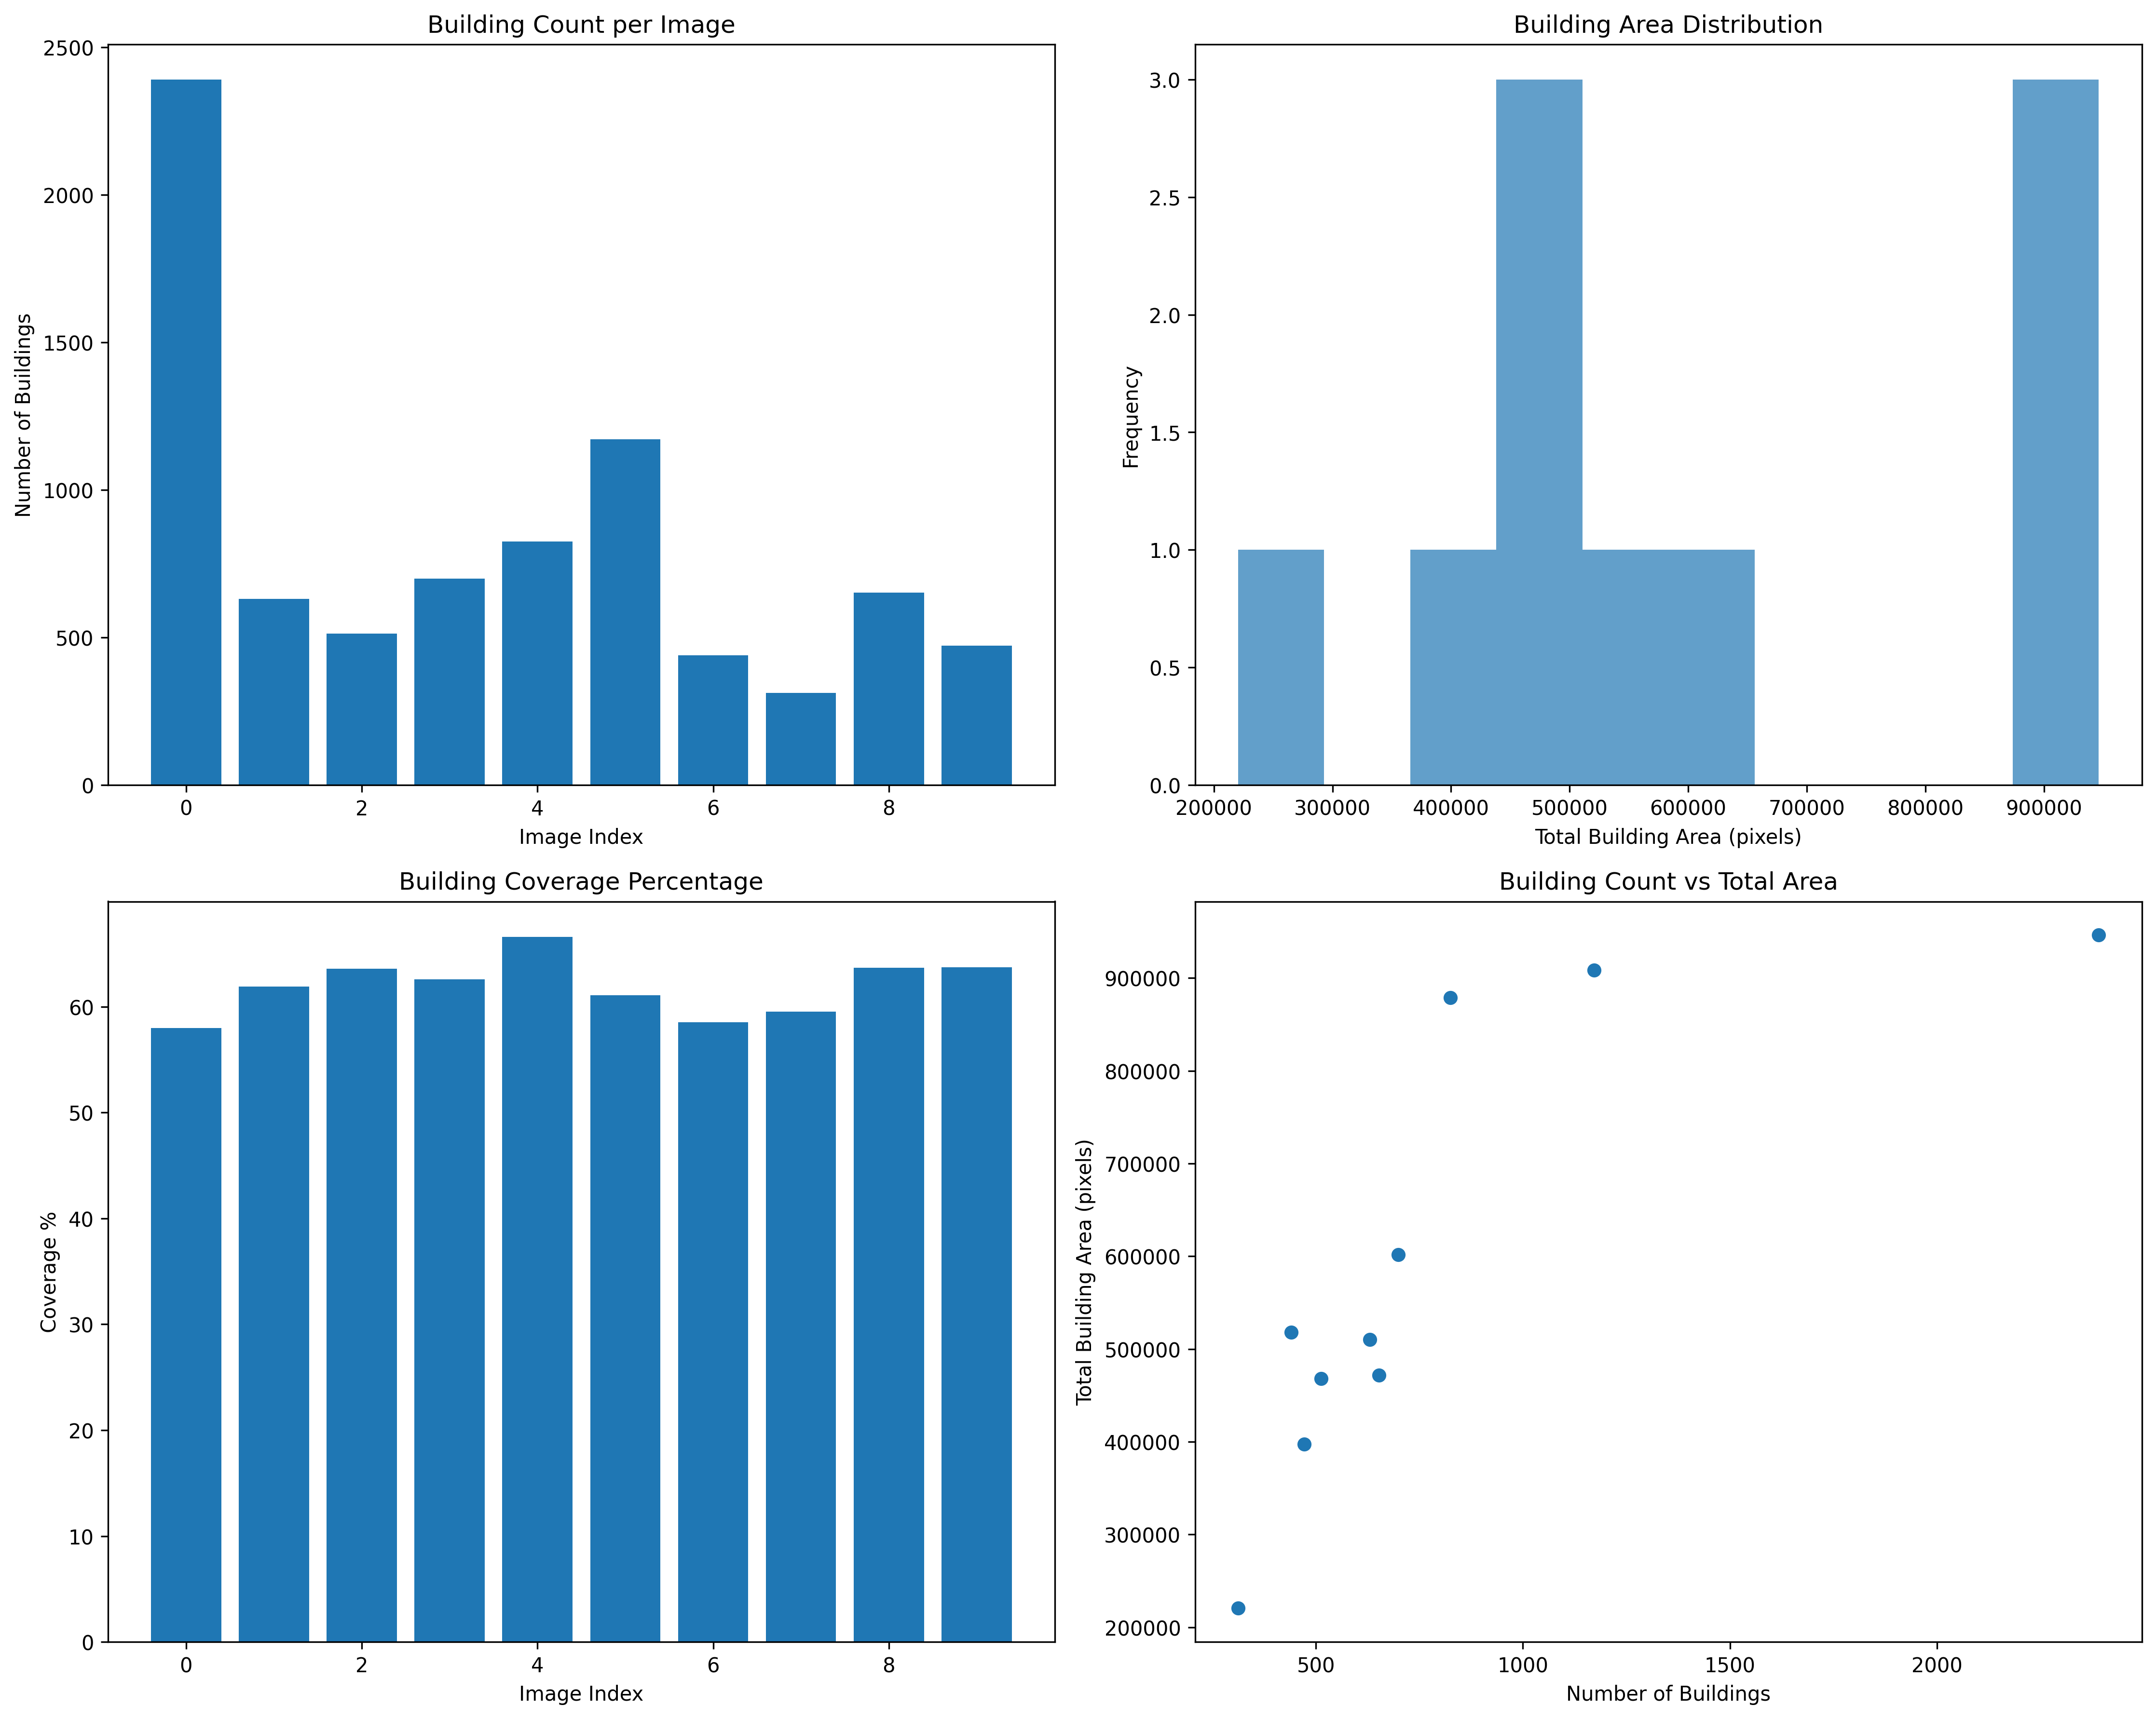 Building Count per Image
2500
2000
1500
1000
500
0
Number of Buildings
0 2 4 6 8
Image Index
Building Area Distribution
3.0
2.5
2.0
1.5
1.0
0.5
0.0
Frequency
200000 300000 400000 500000 600000 700000 800000 900000
Total Building Area (pixels)
Building Coverage Percentage
60
50
40
30
20
10
0
Coverage %
0 2 4 6 8
Image Index
Building Count vs Total Area
900000
800000
700000
600000
500000
400000
300000
200000
Total Building Area (pixels)
500 1000 1500 2000
Number of Buildings